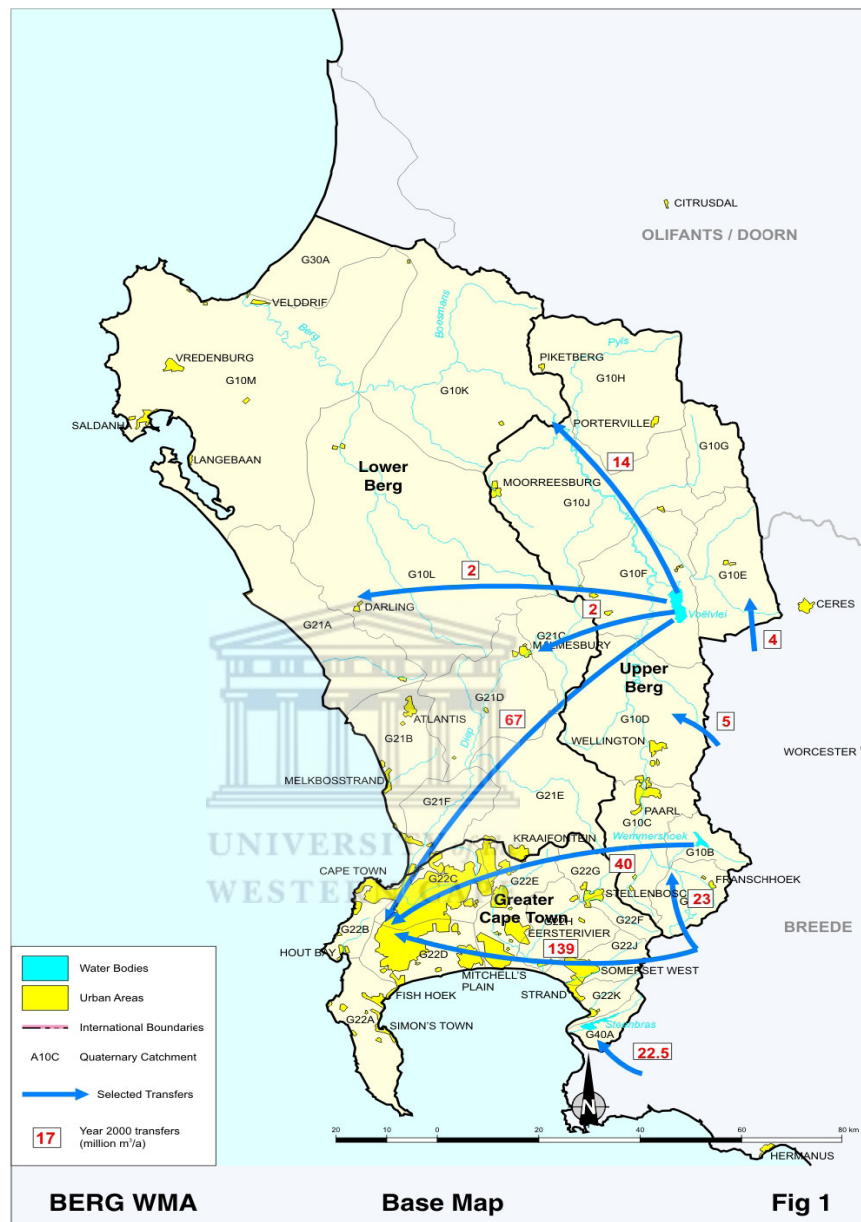 CITRUSDAL
OLIFANTS / DOORN
G30A
VELDDRIF
Berg
Boesmans
Pyls
VREDENBURG
G10M
PIKETBERG
G10H
G10K
SALDANHA
PORTERVILLE
LANGEBAAN
Lower
Berg
G10G
14
MOORREESBURG
G10J
G10L
2
G10F
G10E
CERES
DARLING
2
Voëlvlei
G21A
G21C
MALMESBURY
4
Upper
Berg
G21D
ATLANTIS
67
G10D
5
G21B
Diep
WELLINGTON
WORCESTER
MELKBOSSTRAND
G21F
G21E
PAARL
G10C
UNIVERSITY of the
KRAAIFONTEIN
Wemmershoek
G10B
CAPE TOWN
40
WESTERN CAPE
G22C
G22E
G22G
FRANSCHHOEK
Greater
Cape Town
STELLENBOSCH
23
G22B
G22H
G22F
BREEDE
HOUT BAY
EERSTERIVIER
G22D
139
G22J
MITCHELL'S
PLAIN
SOMERSET WEST
FISH HOEK
STRAND
G22K
G22A
SIMON'S TOWN
Steenbras
G40A
22.5
N
20 0 20 40 60 80 km
HERMANUS
Water Bodies
Urban Areas
International Boundaries
A10C Quaternary Catchment
Selected Transfers
17 Year 2000 transfers
(million m³/a)
BERG WMA Base Map Fig 1